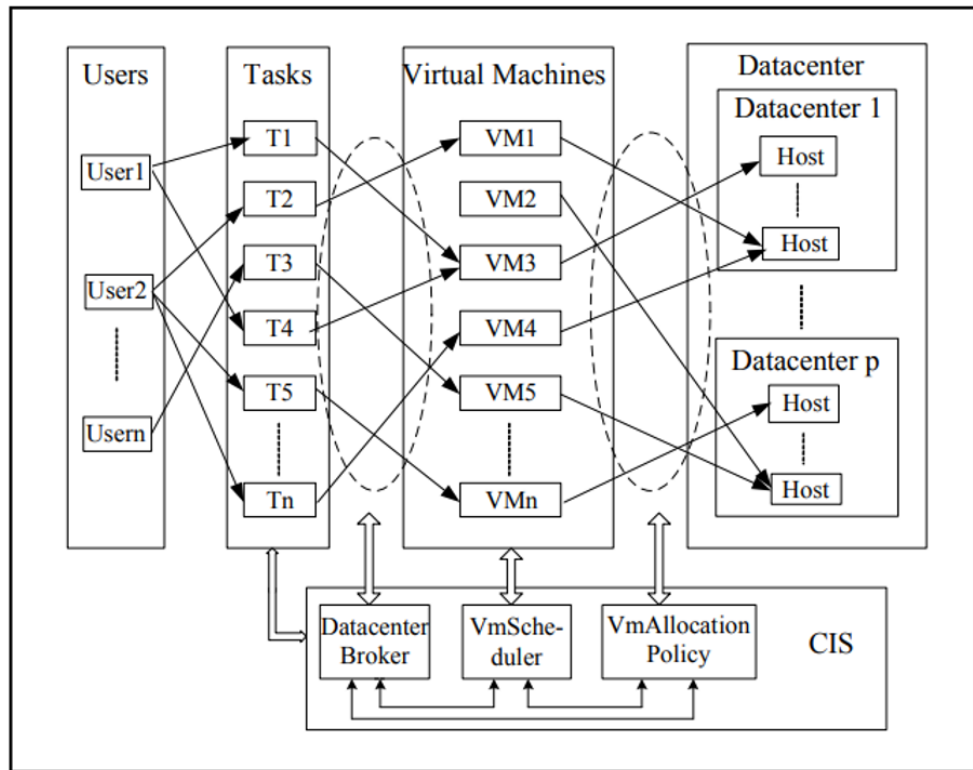 Users
User1
User2
Usern
Tasks
T1
T2
T3
T4
T5
Tn
Virtual Machines
VM1
VM2
VM3
VM4
VM5
VMn
Datacenter
Datacenter 1
Host
Host
Datacenter p
Host
Host
Datacenter
Broker
VmSche-
duler
VmAllocation
Policy
CIS